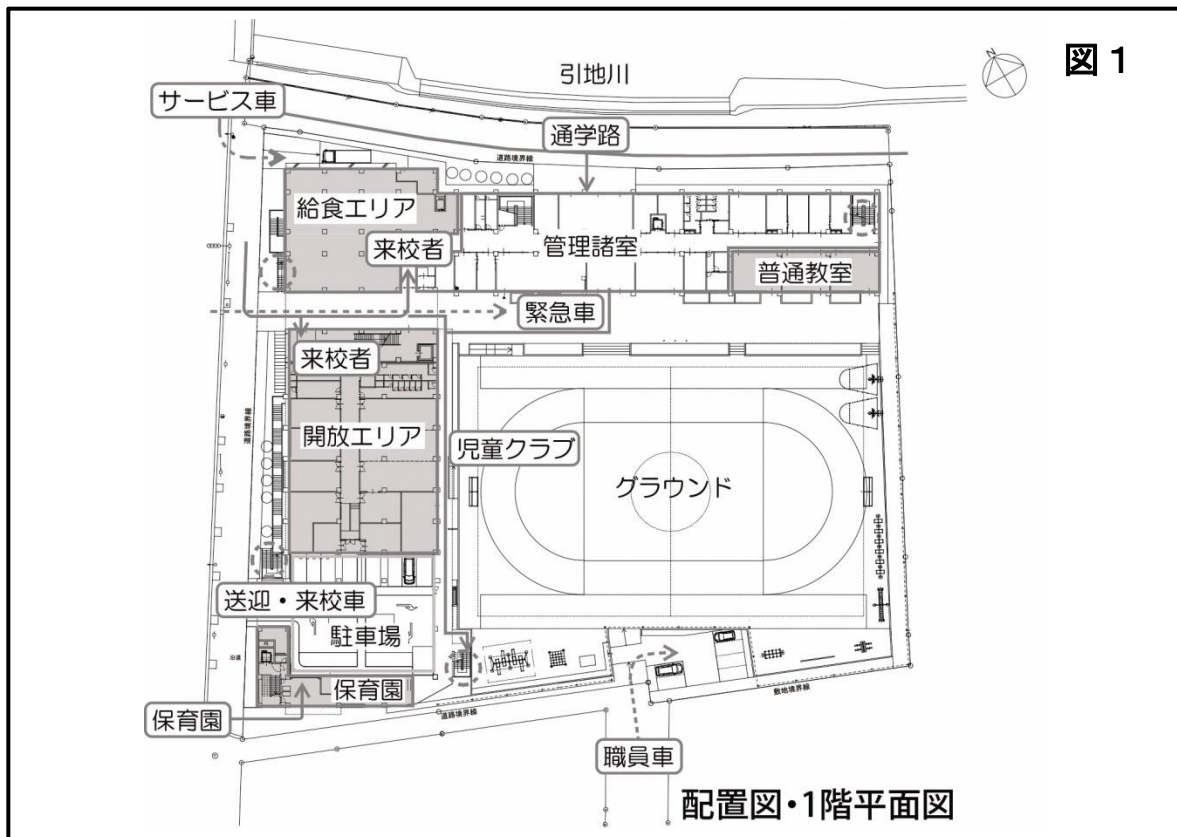 図1
引地川
N
サービス車
通学路
道路境界線
給食エリア
来校者
管理諸室
普通教室
緊急車
来校者
道路境界線
開放エリア
児童クラブ
グラウンド
送迎・来校車
駐車場
保育園
保育園
道路境界線
敷地境界線
職員車
配置図・1階平面図